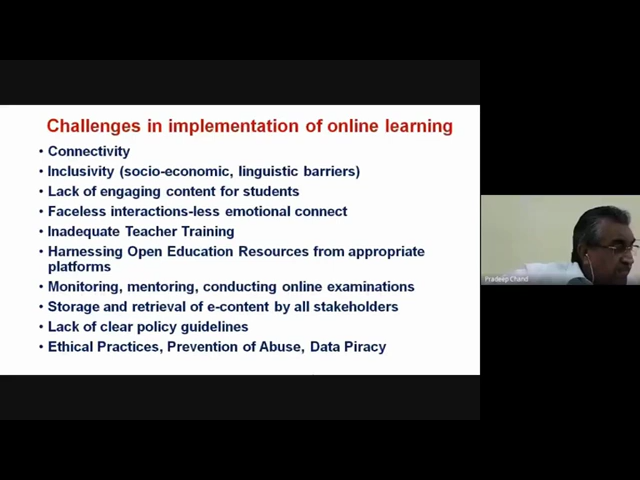 Challenges in implementation of online learning
• Connectivity
• Inclusivity (socio-economic, linguistic barriers)
• Lack of engaging content for students
• Faceless interactions-less emotional connect
• Inadequate Teacher Training
• Harnessing Open Education Resources from appropriate
platforms
• Monitoring, mentoring, conducting online examinations
• Storage and retrieval of e-content by all stakeholders
• Lack of clear policy guidelines
• Ethical Practices, Prevention of Abuse, Data Piracy
Pradeep Chand